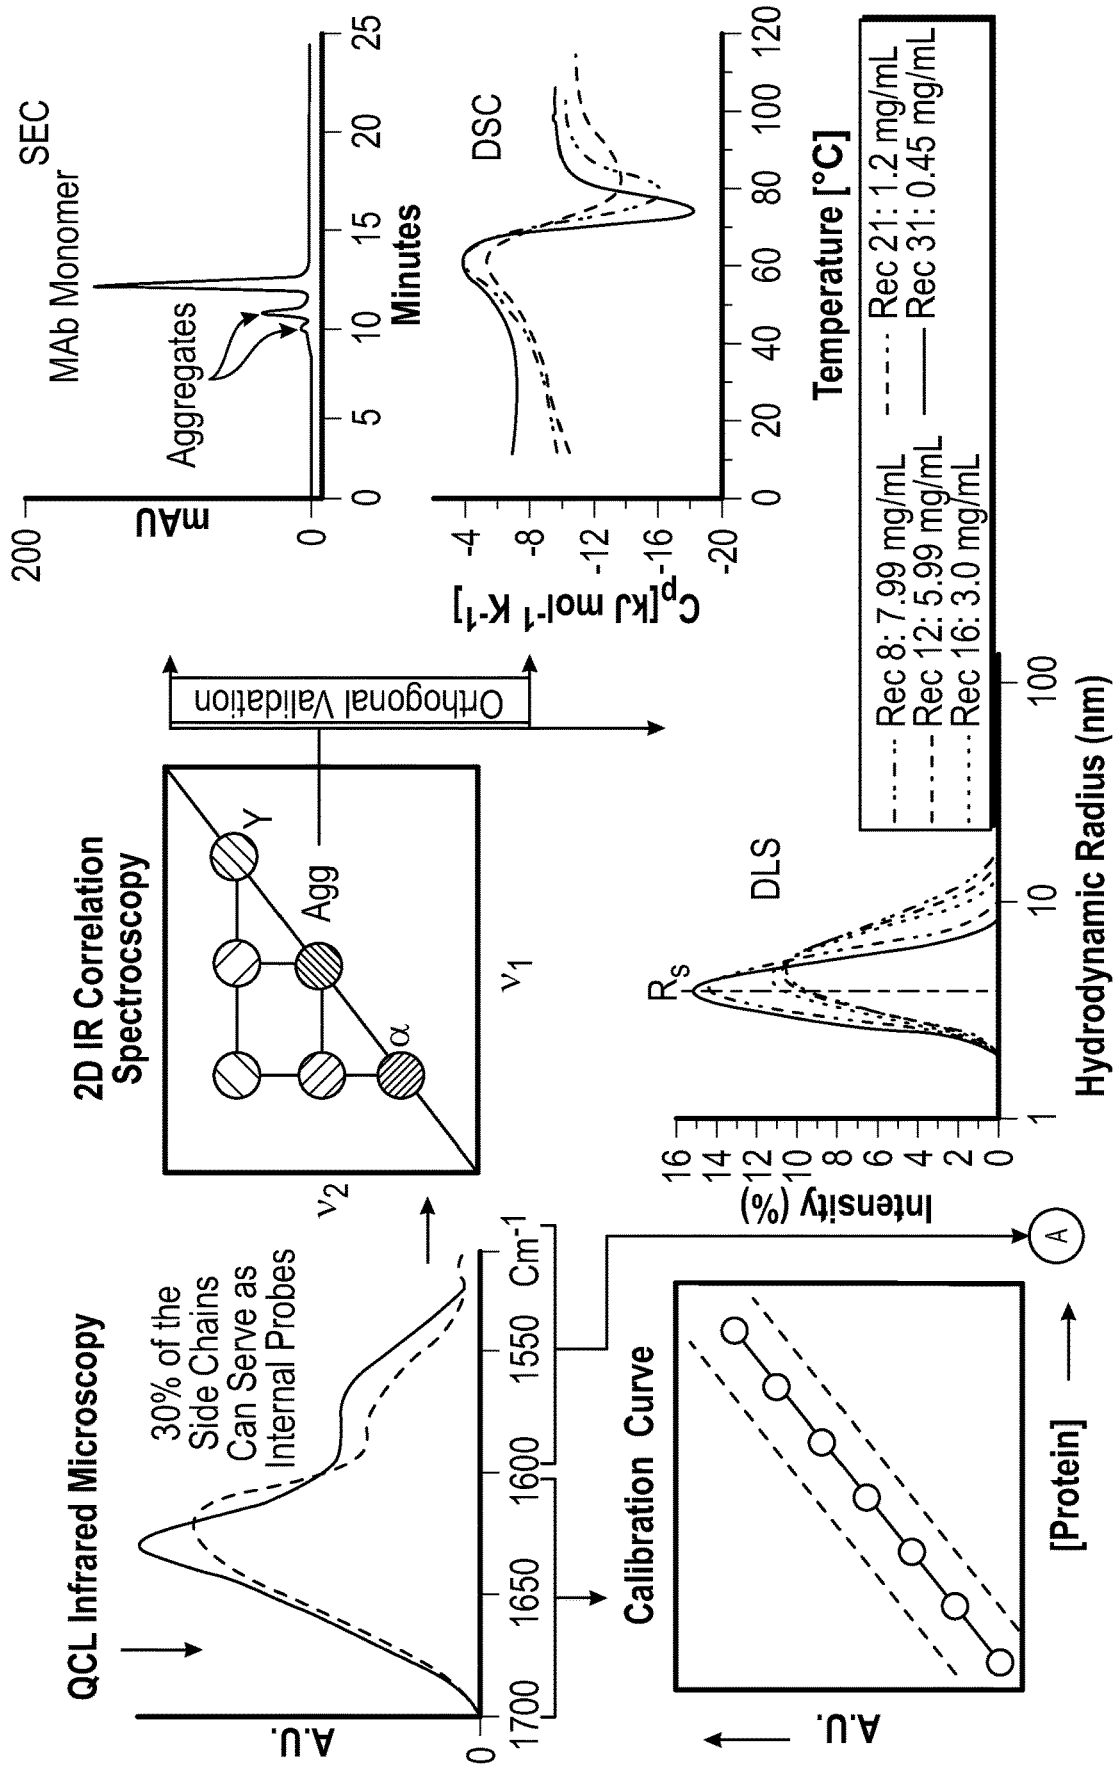 QCL Infrared Microscopy
30% of the
Side Chains
Can Serve as
Internal Probes
A.U.
0
1700
1650
1600
1550
Cm-1
2D IR Correlation
Spectrocscopy
ν2
ν1
α
Agg
Y
Orthogonal Validation
SEC
MAb Monomer
Aggregates
200
mAU
0
0
5
10
15
20
25
Minutes
DSC
-4
-8
-12
-16
-20
Cp[kJ mol-1 K-1]
0
20
40
60
80
100
120
Temperature [°C]
Calibration Curve
A.U.
[Protein]
A
DLS
Rs
16
14
12
10
8
6
4
2
0
Intensity (%)
1
10
100
Hydrodynamic Radius (nm)
Rec 8: 7.99 mg/mL
Rec 12: 5.99 mg/mL
Rec 16: 3.0 mg/mL
Rec 21: 1.2 mg/mL
Rec 31: 0.45 mg/mL